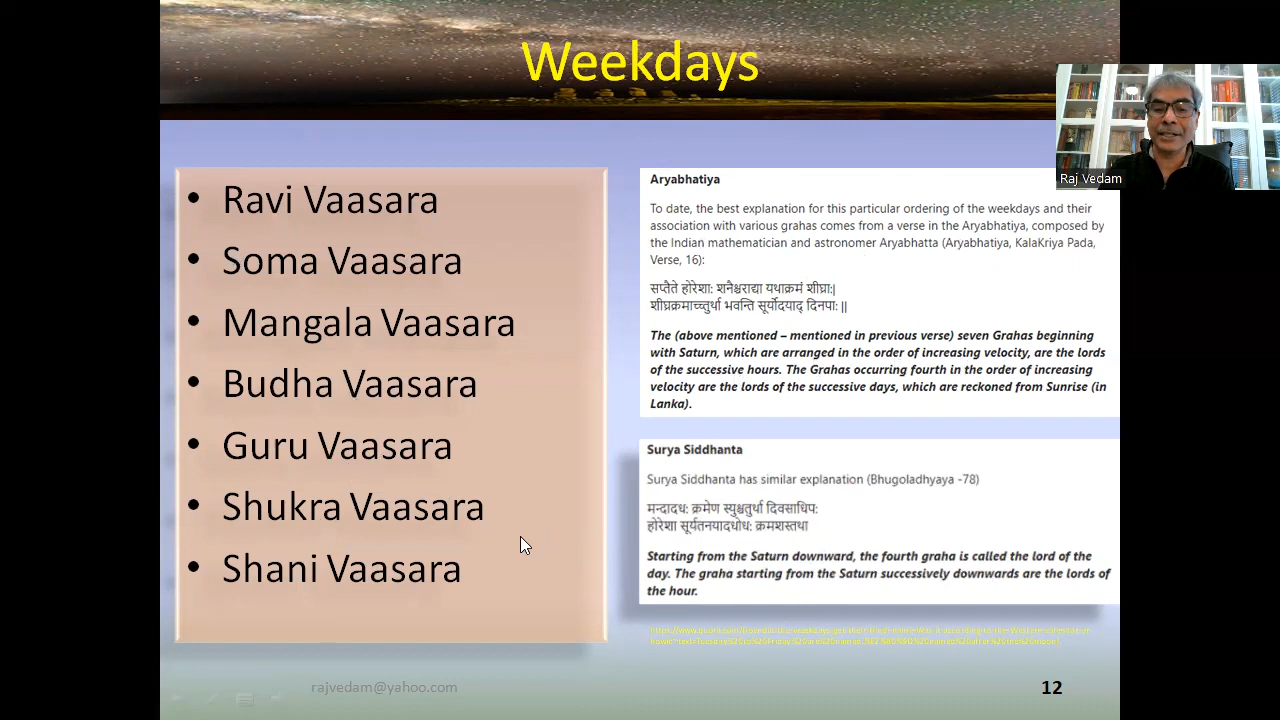 Weekdays
• Ravi Vaasara
• Soma Vaasara
• Mangala Vaasara
• Budha Vaasara
• Guru Vaasara
• Shukra Vaasara
• Shani Vaasara
Aryabhatiya
To date, the best explanation for this particular ordering of the weekdays and their
association with various grahas comes from a verse in the Aryabhatiya, composed by
the Indian mathematician and astronomer Aryabhatta (Aryabhatiya, KalaKriya Pada,
Verse, 16):
सप्तैते होरेशा: शनैश्चराद्या यथाक्रमं शीघ्रा:|
शीघ्रक्रमाच्चतुर्था भवन्ति सूर्योदयाद् दिनपा: ||
The (above mentioned – mentioned in previous verse) seven Grahas beginning
with Saturn, which are arranged in the order of increasing velocity, are the lords
of the successive hours. The Grahas occurring fourth in the order of increasing
velocity are the lords of the successive days, which are reckoned from Sunrise (in
Lanka).
Surya Siddhanta
Surya Siddhanta has similar explanation (Bhugoladhyaya -78)
मन्दादध: क्रमेण स्युश्चतुर्था दिवसाधिप:
होरेशा सूर्यतनयादधोध: क्रमशस्तथा
Starting from the Saturn downward, the fourth graha is called the lord of the
day. The graha starting from the Saturn successively downwards are the lords of
the hour.
rajvedam@yahoo.com
12
Raj Vedam